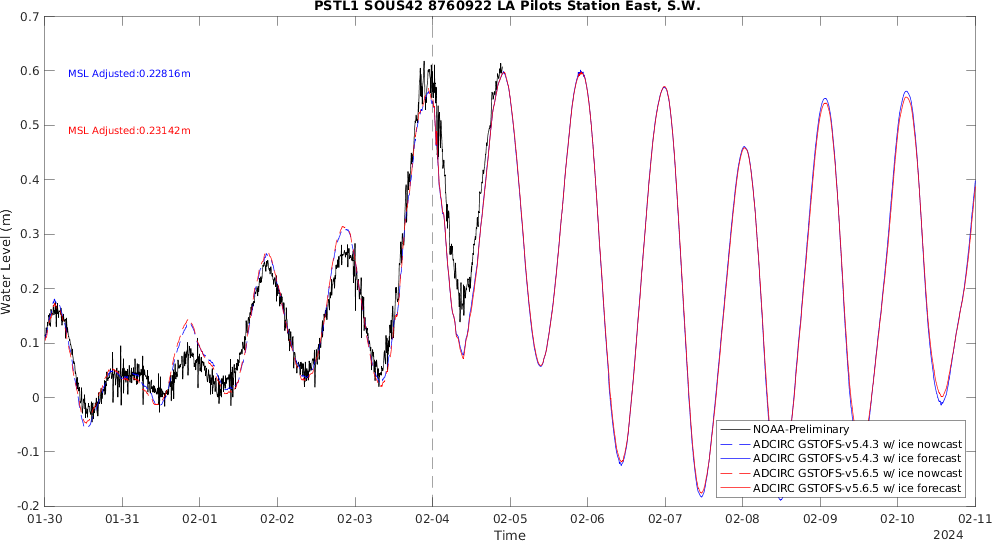 PSTL1 SOUS42 8760922 LA Pilots Station East, S.W.
0.7
0.6
0.5
0.4
0.3
0.2
0.1
0
-0.1
-0.2
Water Level (m)
MSL Adjusted:0.22816m
MSL Adjusted:0.23142m
NOAA-Preliminary
ADCIRC GSTOFS-v5.4.3 w/ ice nowcast
ADCIRC GSTOFS-v5.4.3 w/ ice forecast
ADCIRC GSTOFS-v5.6.5 w/ ice nowcast
ADCIRC GSTOFS-v5.6.5 w/ ice forecast
01-30 01-31 02-01 02-02 02-03 02-04 02-05 02-06 02-07 02-08 02-09 02-10 02-11
Time
2024